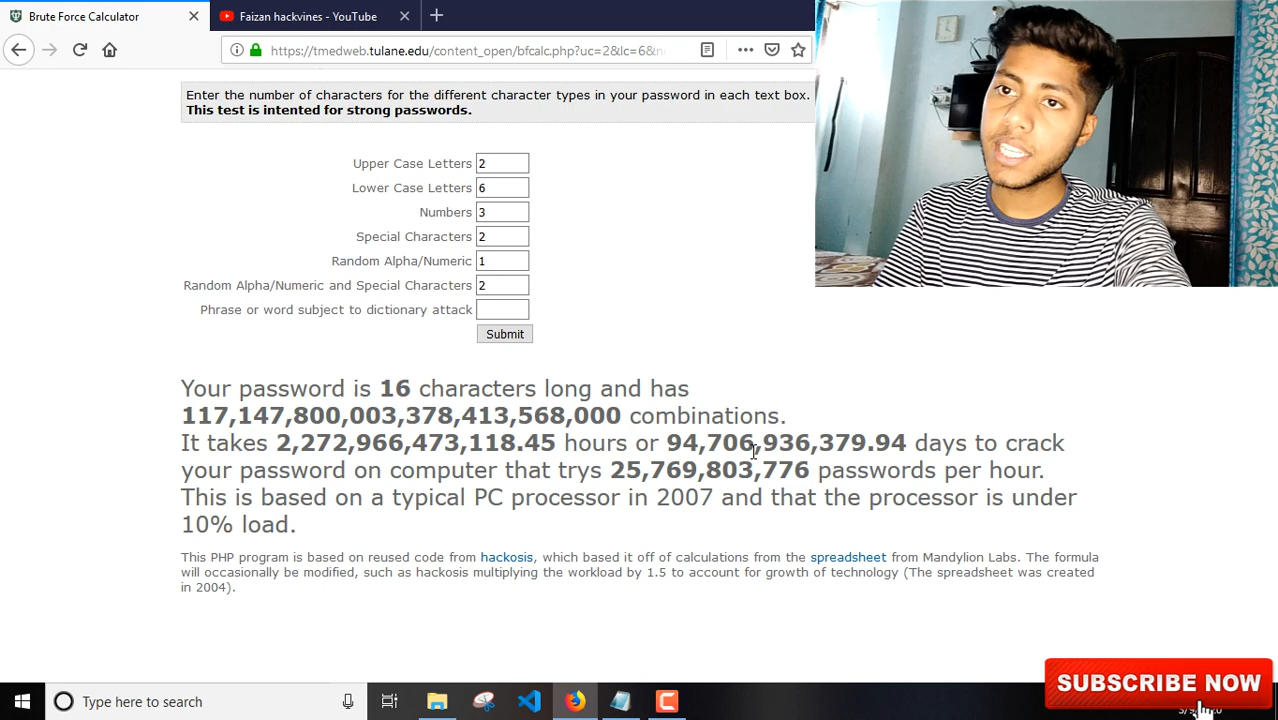 Brute Force Calculator
Faizan hackvines - YouTube
https://tmedweb.tulane.edu/content_open/bfcalc.php?uc=2&lc=6&n
Enter the number of characters for the different character types in your password in each text box.
This test is intented for strong passwords.
Upper Case Letters 2
Lower Case Letters 6
Numbers 3
Special Characters 2
Random Alpha/Numeric 1
Random Alpha/Numeric and Special Characters 2
Phrase or word subject to dictionary attack
Submit
Your password is 16 characters long and has
117,147,800,003,378,413,568,000 combinations.
It takes 2,272,966,473,118.45 hours or 94,706,936,379.94 days to crack
your password on computer that trys 25,769,803,776 passwords per hour.
This is based on a typical PC processor in 2007 and that the processor is under
10% load.
This PHP program is based on reused code from hackosis, which based it off of calculations from the spreadsheet from Mandylion Labs. The formula
will occasionally be modified, such as hackosis multiplying the workload by 1.5 to account for growth of technology (The spreadsheet was created
in 2004).
SUBSCRIBE NOW
Type here to search